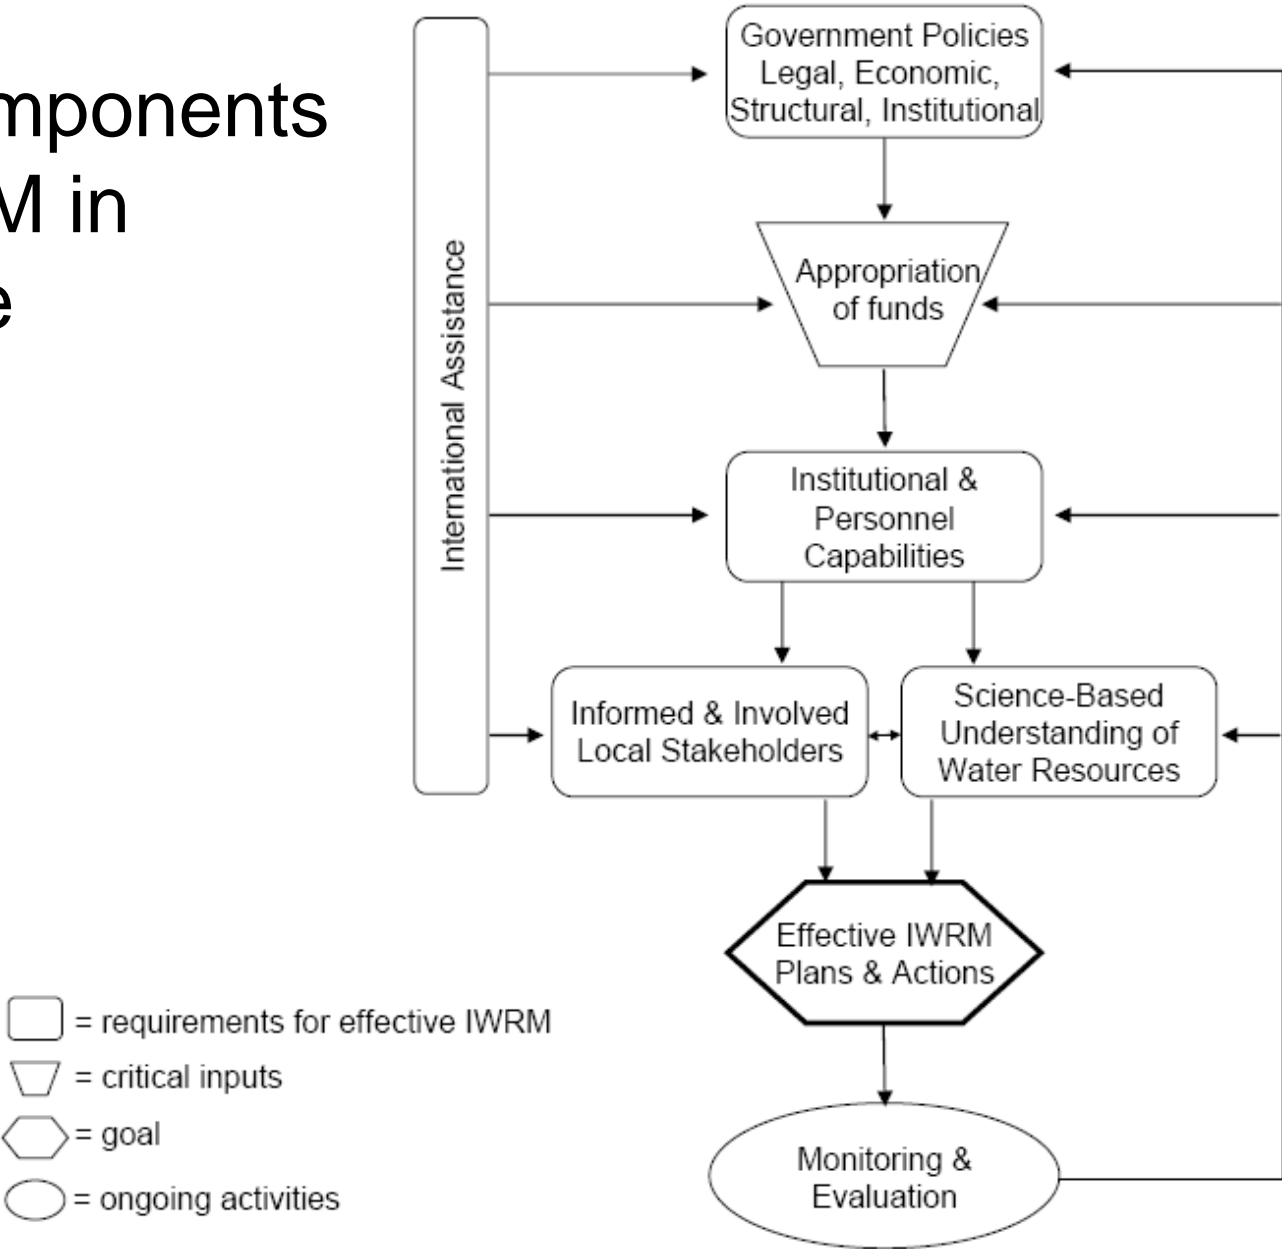 mponents
M in
e
International Assistance
Government Policies
Legal, Economic,
Structural, Institutional
Appropriation
of funds
Institutional &
Personnel
Capabilities
Informed & Involved
Local Stakeholders
Science-Based
Understanding of
Water Resources
Effective IWRM
Plans & Actions
Monitoring &
Evaluation
= requirements for effective IWRM
= critical inputs
= goal
= ongoing activities